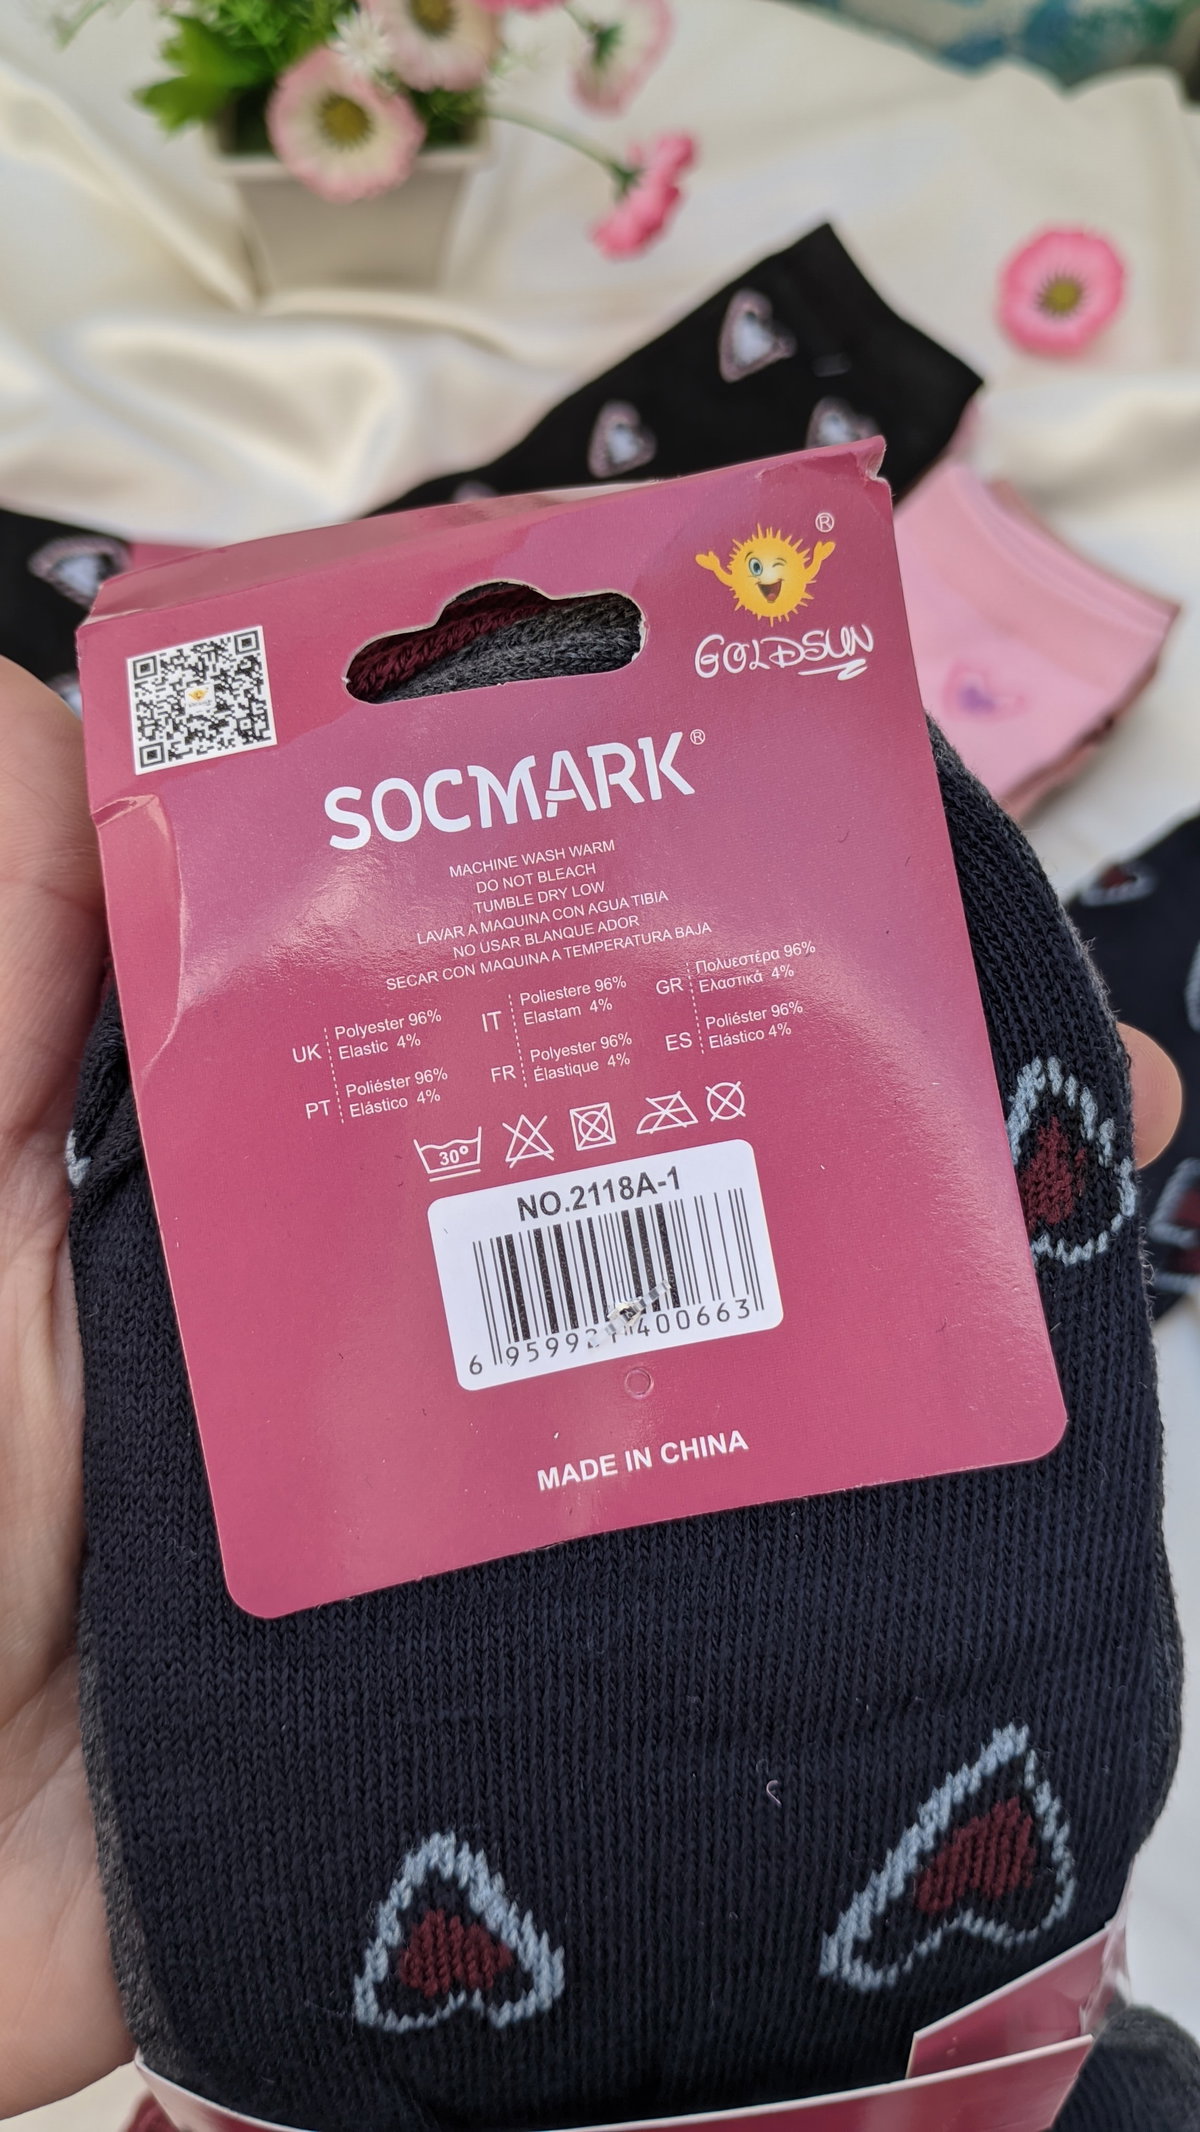 ®
GOLDSUN
SOCMARK®
MACHINE WASH WARM
DO NOT BLEACH
TUMBLE DRY LOW
LAVAR A MAQUINA CON AGUA TIBIA
NO USAR BLANQUE ADOR
SECAR CON MAQUINA A TEMPERATURA BAJA
UK
Polyester 96%
Elastic 4%
IT
Poliestere 96%
Elastam 4%
GR
Πολυεστέρα 96%
Ελαστικά 4%
PT
Poliéster 96%
Elástico 4%
FR
Polyester 96%
Élastique 4%
ES
Poliéster 96%
Elástico 4%
30°
NO.2118A-1
6 400663
MADE IN CHINA